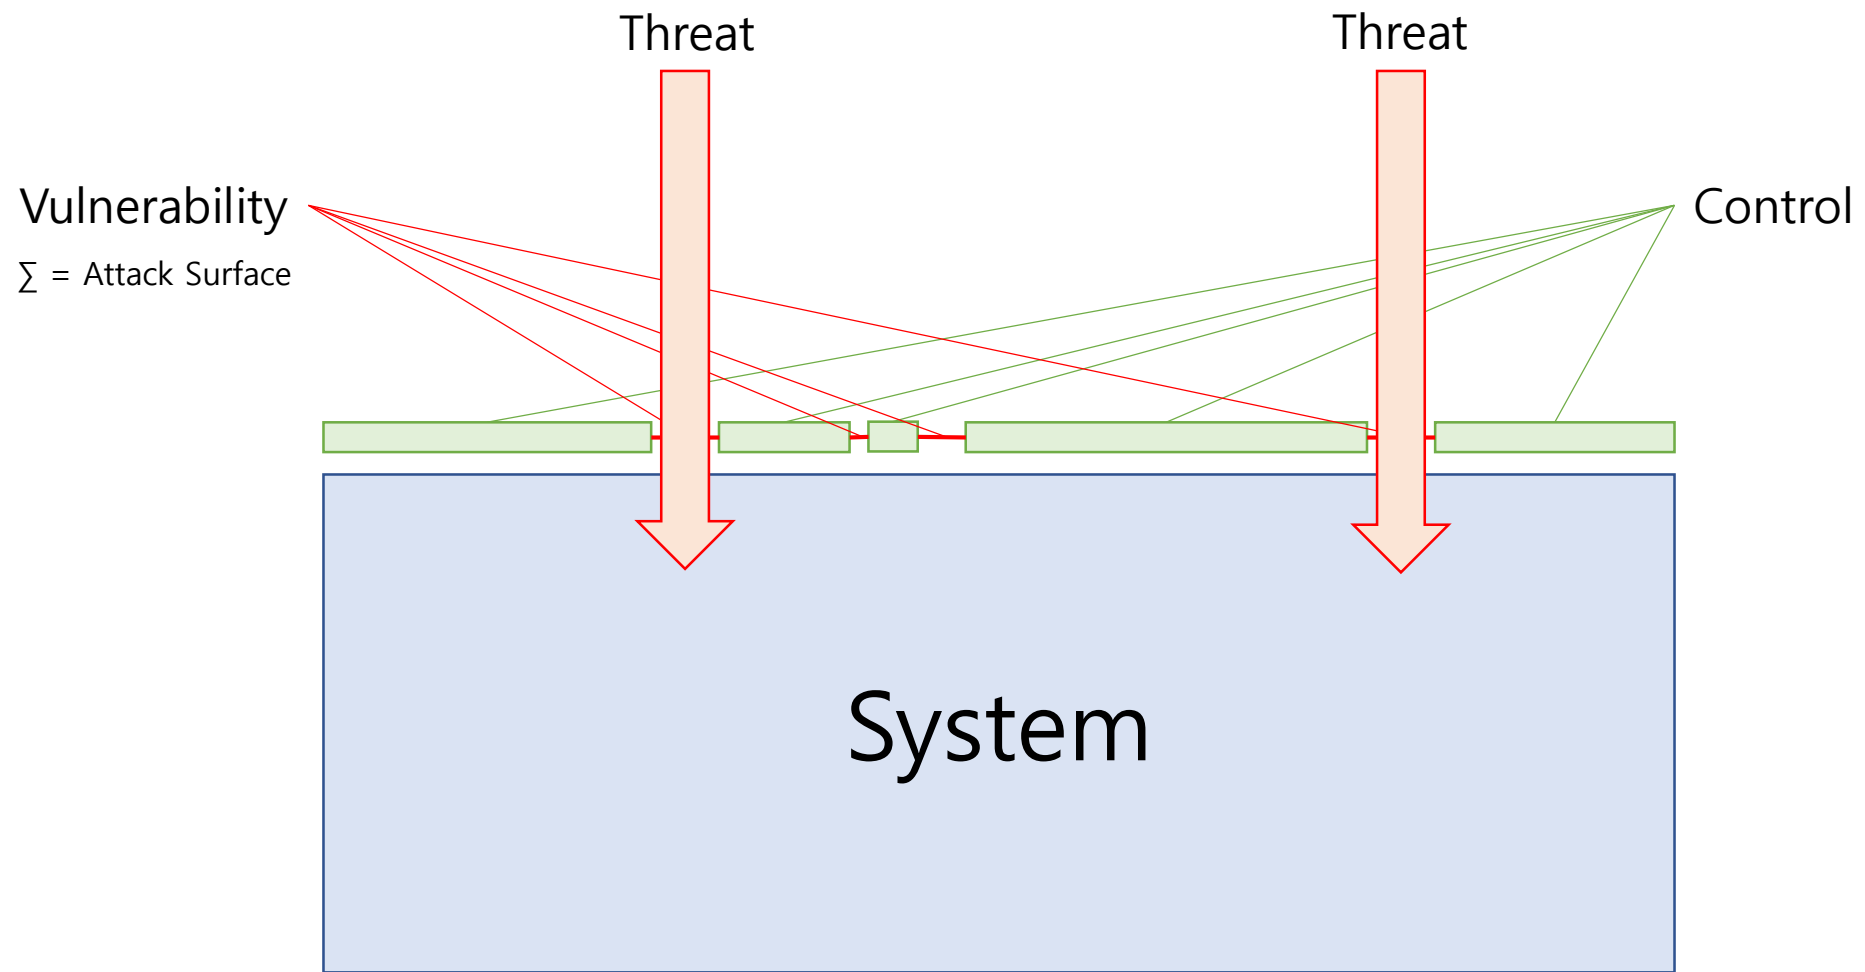 Threat
Threat
Vulnerability
Control
∑ = Attack Surface
System